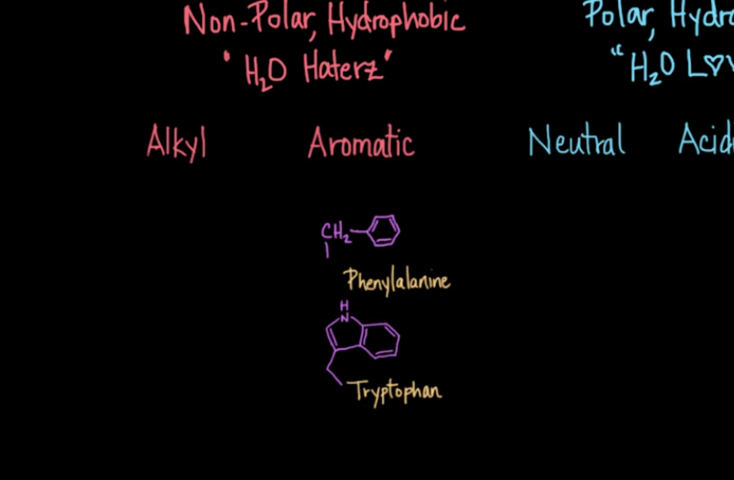 Non-Polar, Hydrophobic
"H₂O Haterz"
Polar, Hydro
"H₂O L♡V
Alkyl
Aromatic
Neutral
Acid
CH₂
Phenylalanine
H
N
Tryptophan